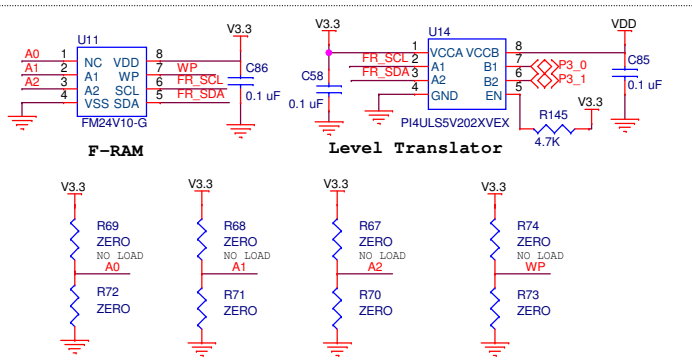 U11
V3.3
A0 1 NC VDD 8
A1 2 A1 WP 7 WP
A2 3 A2 SCL 6 FR_SCL
4 VSS SDA 5 FR_SDA
FM24V10-G
C86
0.1 uF
F-RAM
V3.3
U14
VDD
1 VCCA VCCB 8
FR_SCL 2 A1 B1 7 P3_0
FR_SDA 3 A2 B2 6 P3_1
4 GND EN 5
PI4ULS5V202XVEX
C58
0.1 uF
C85
0.1 uF
V3.3
R145
4.7K
Level Translator
V3.3
R69
ZERO
NO LOAD
A0
R72
ZERO
V3.3
R68
ZERO
NO LOAD
A1
R71
ZERO
V3.3
R67
ZERO
NO LOAD
A2
R70
ZERO
V3.3
R74
ZERO
NO LOAD
WP
R73
ZERO